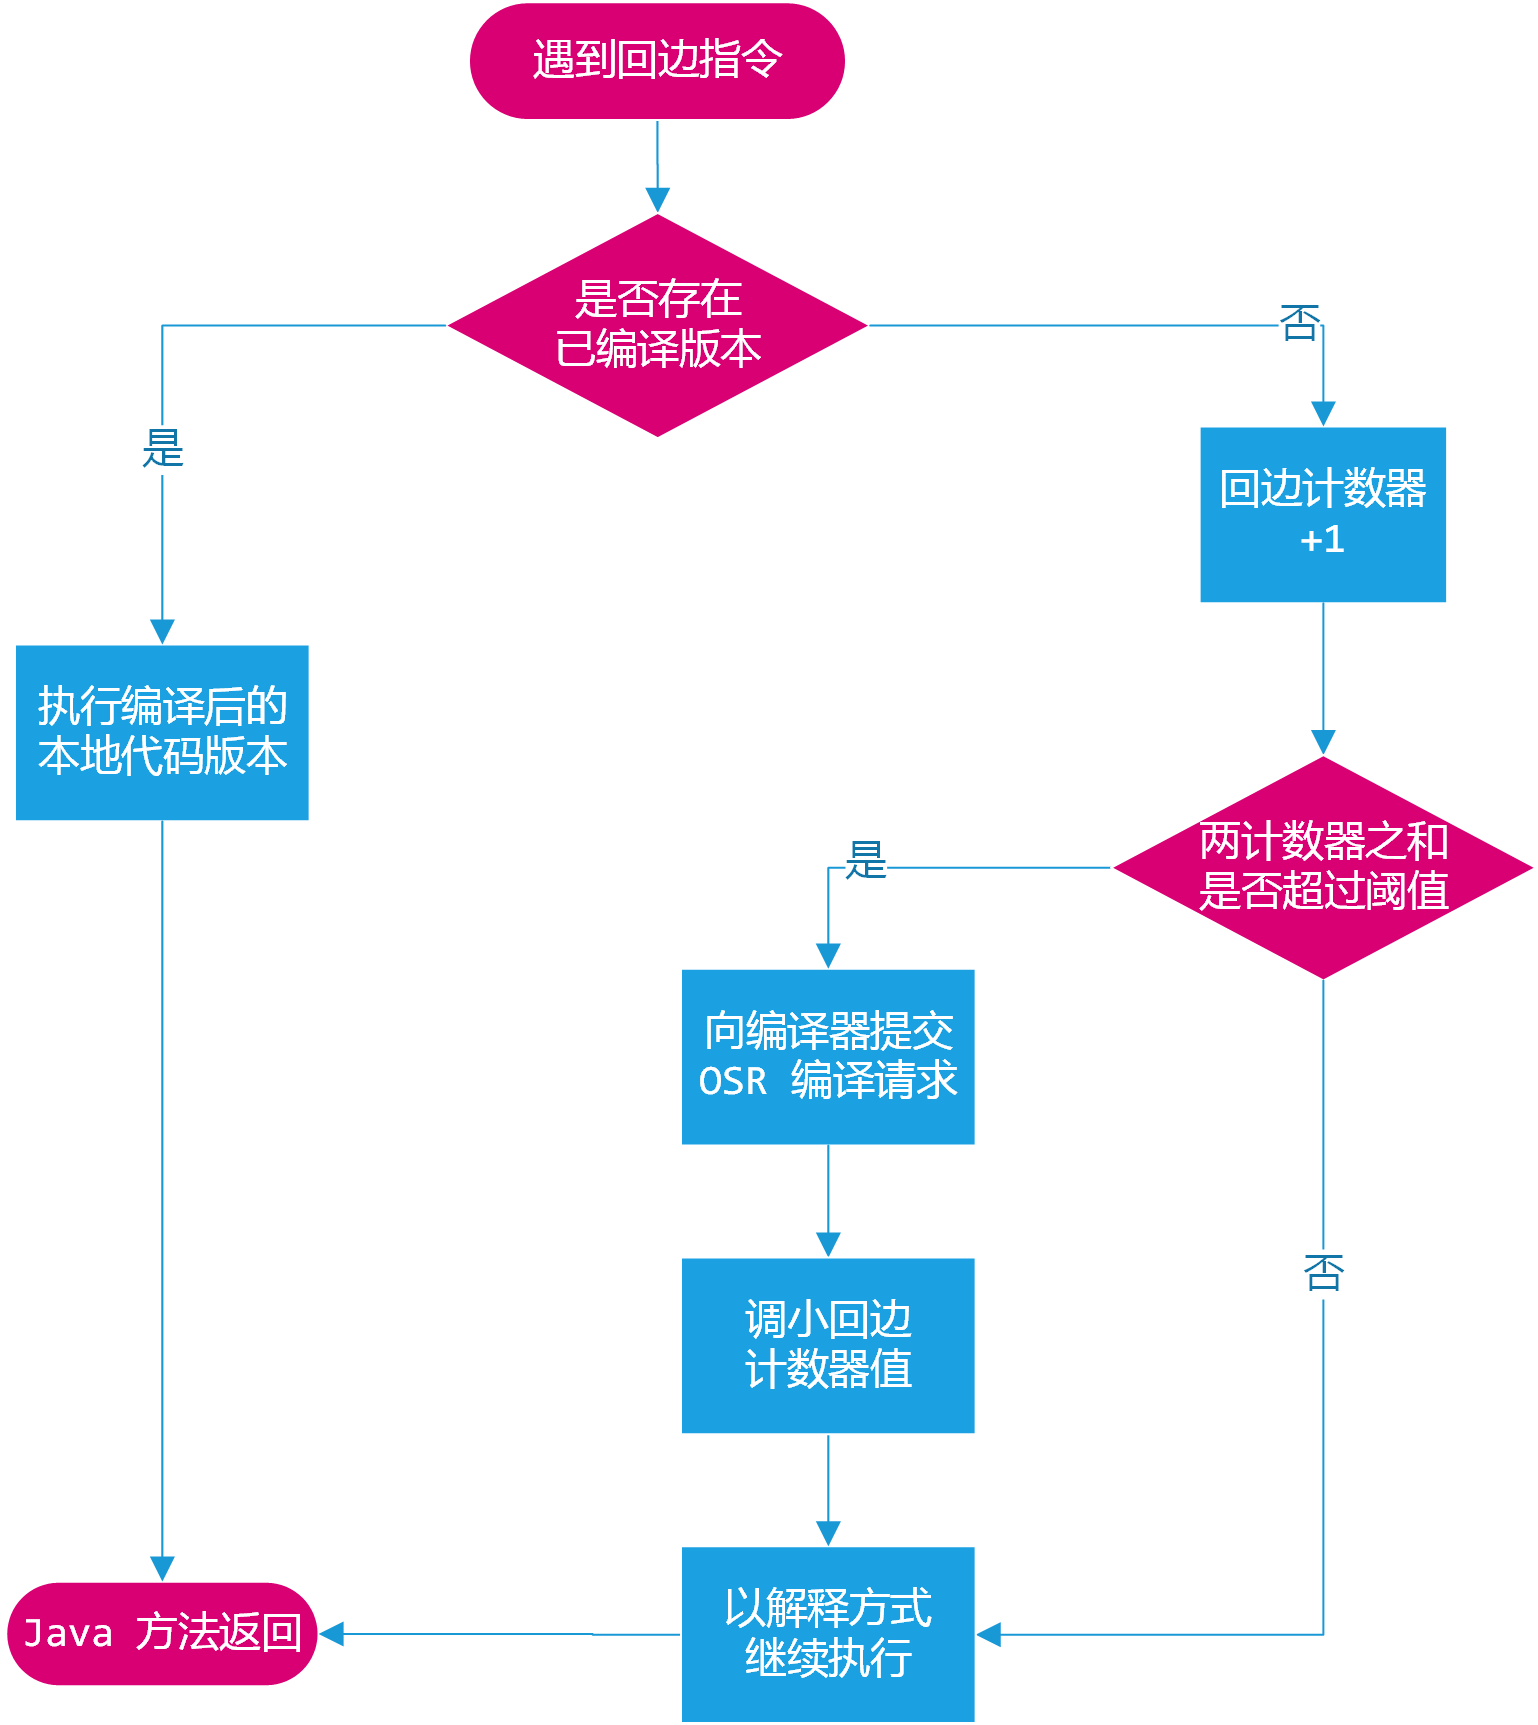 遇到回边指令
是否存在
已编译版本
否
是
回边计数器
+1
执行编译后的
本地代码版本
两计数器之和
是否超过阈值
是
向编译器提交
OSR 编译请求
否
调小回边
计数器值
以解释方式
继续执行
Java 方法返回